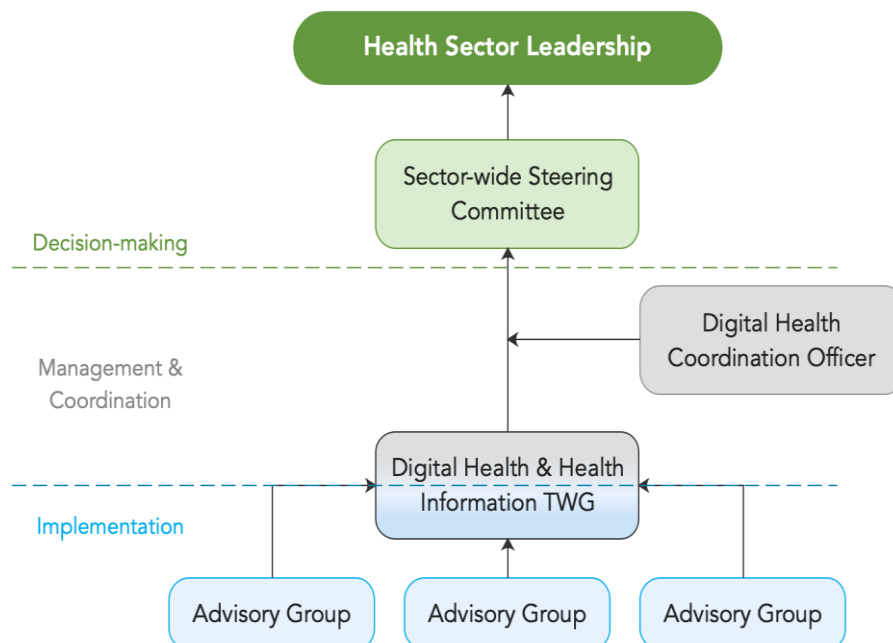 Health Sector Leadership
Sector-wide Steering
Committee
Decision-making
Digital Health
Coordination Officer
Management &
Coordination
Digital Health & Health
Information TWG
Implementation
Advisory Group
Advisory Group
Advisory Group